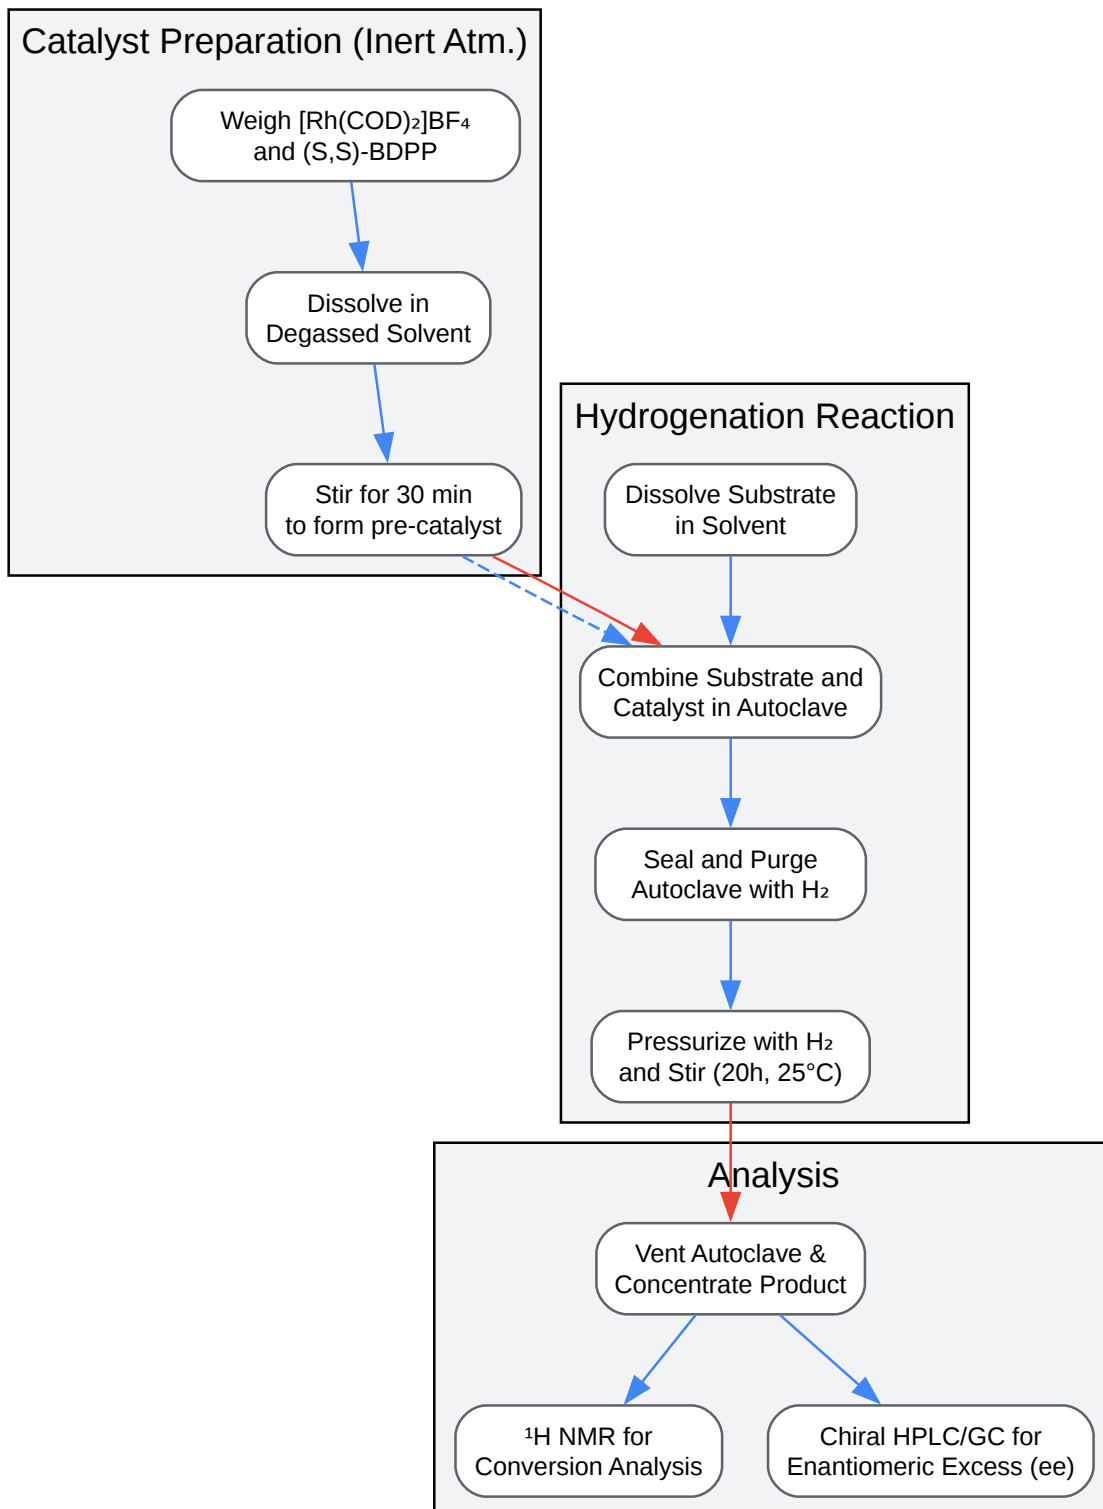 Catalyst Preparation (Inert Atm.)
Weigh [Rh(COD)₂]BF₄
and (S,S)-BDPP
Dissolve in
Degassed Solvent
Stir for 30 min
to form pre-catalyst
Hydrogenation Reaction
Dissolve Substrate
in Solvent
Combine Substrate and
Catalyst in Autoclave
Seal and Purge
Autoclave with H₂
Pressurize with H₂
and Stir (20h, 25°C)
Analysis
Vent Autoclave &
Concentrate Product
¹H NMR for
Conversion Analysis
Chiral HPLC/GC for
Enantiomeric Excess (ee)